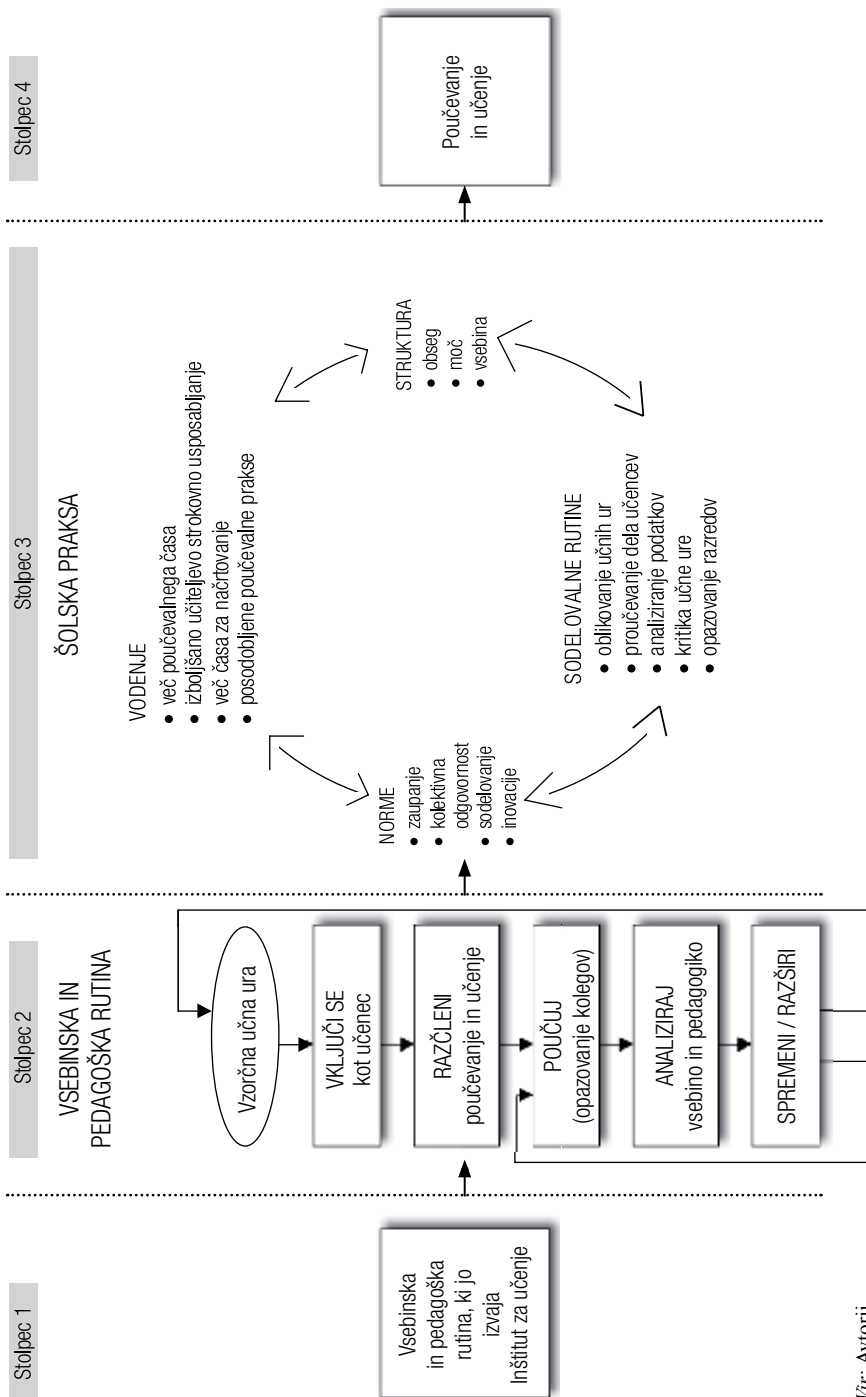 Stolpec 1
Vsebinska
in pedagoška
rutina, ki jo
izvaja
Inštitut za učenje
Stolpec 2
VSEBINSKA IN
PEDAGOŠKA RUTINA
Vzorčna učna ura
VKLJUČI SE
kot učenec
RAZČLENI
poučevanje in učenje
POUČUJ
(opazovanje kolegov)
ANALIZIRAJ
vsebino in pedagogiko
SPREMENI / RAZŠIRI
Stolpec 3
ŠOLSKA PRAKSA
VODENJE
• več poučevalnega časa
• izboljšano učiteljevo strokovno usposabljanje
• več časa za načrtovanje
• posodobljene poučevalne prakse
NORME
• zaupanje
• kolektivna
odgovornost
• sodelovanje
• inovacije
STRUKTURA
• obseg
• moč
• vsebina
SODELOVALNE RUTINE
• oblikovanje učnih ur
• proučevanje dela učencev
• analiziranje podatkov
• kritika učne ure
• opazovanje razredov
Stolpec 4
Poučevanje
in učenje
Vir: Avtorji